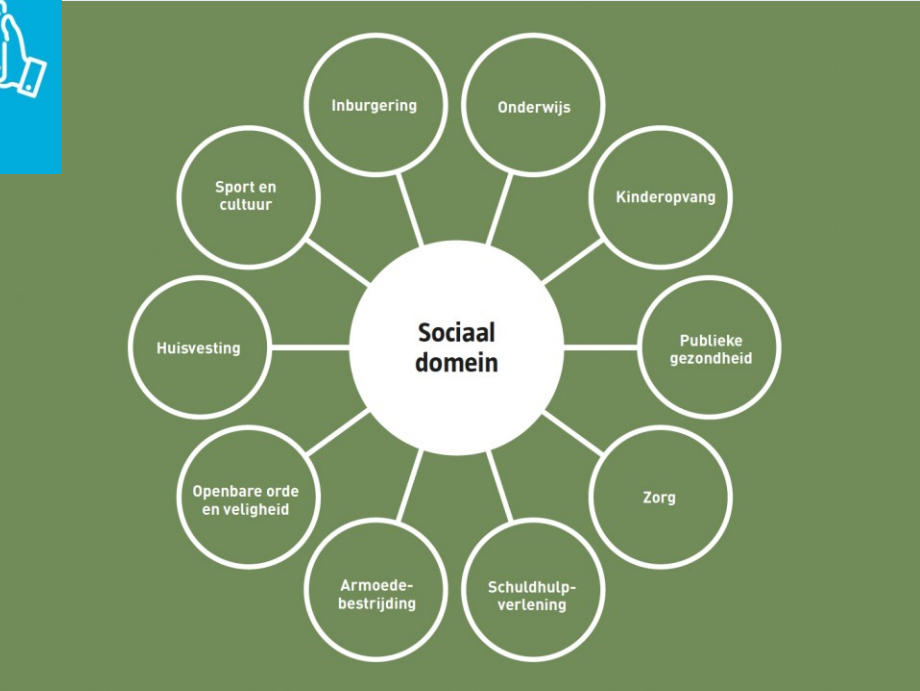 Inburgering
Onderwijs
Sport en
cultuur
Kinderopvang
Huisvesting
Sociaal
domein
Publieke
gezondheid
Openbare orde
en veligheid
Zorg
Armoede-
bestrijding
Schuldhulp-
verlening